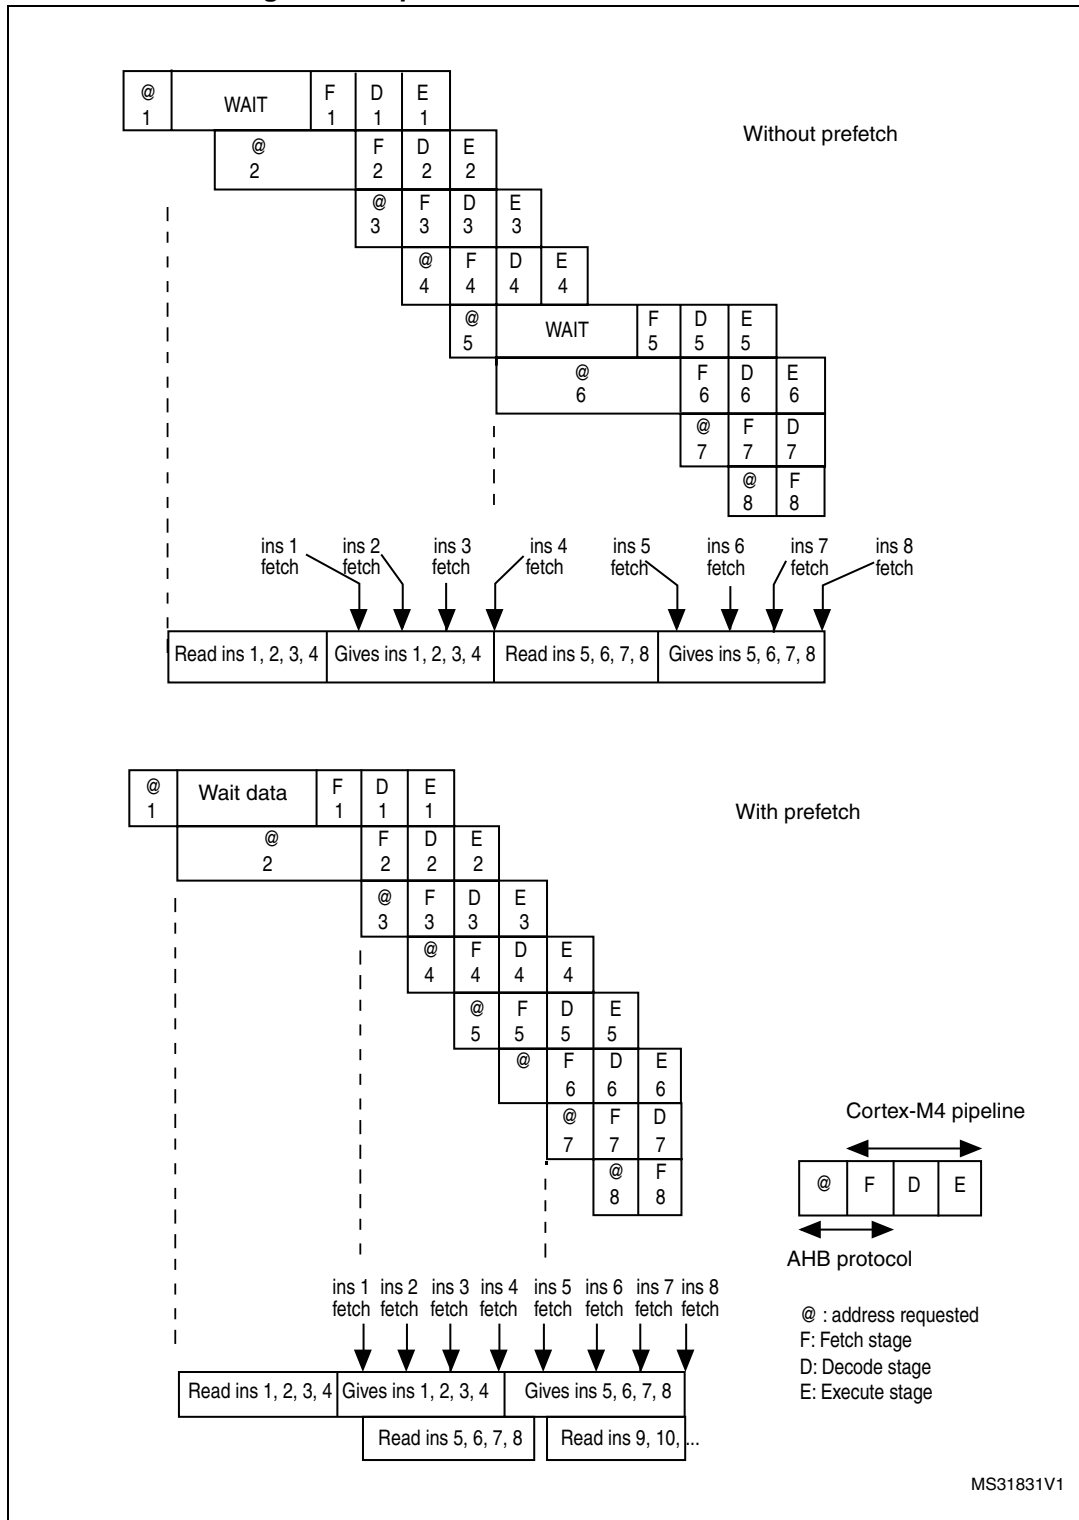 @ WAIT F D E
1 1 1 1
Without prefetch
@ F D E
2 2 2 2
@ F D E
3 3 3 3
@ F D E
4 4 4 4
@ WAIT F D E
5 5 5 5
@ F D E
6 6 6 6
@ F D
7 7 7
@ F
8 8
ins 1 ins 2 ins 3 ins 4 ins 5 ins 6 ins 7 ins 8
fetch fetch fetch fetch fetch fetch fetch fetch
Read ins 1, 2, 3, 4 Gives ins 1, 2, 3, 4 Read ins 5, 6, 7, 8 Gives ins 5, 6, 7, 8
@ Wait data F D E
1 1 1 1
With prefetch
@ F D E
2 2 2 2
@ F D E
3 3 3 3
@ F D E
4 4 4 4
@ F D E
5 5 5 5
@ F D E
6 6 6
@ F D
7 7 7
@ F
8 8
Cortex-M4 pipeline
@ F D E
AHB protocol
@ : address requested
F: Fetch stage
D: Decode stage
E: Execute stage
ins 1 ins 2 ins 3 ins 4 ins 5 ins 6 ins 7 ins 8
fetch fetch fetch fetch fetch fetch fetch fetch
Read ins 1, 2, 3, 4 Gives ins 1, 2, 3, 4 Gives ins 5, 6, 7, 8
Read ins 5, 6, 7, 8 Read ins 9, 10, ...
MS31831V1